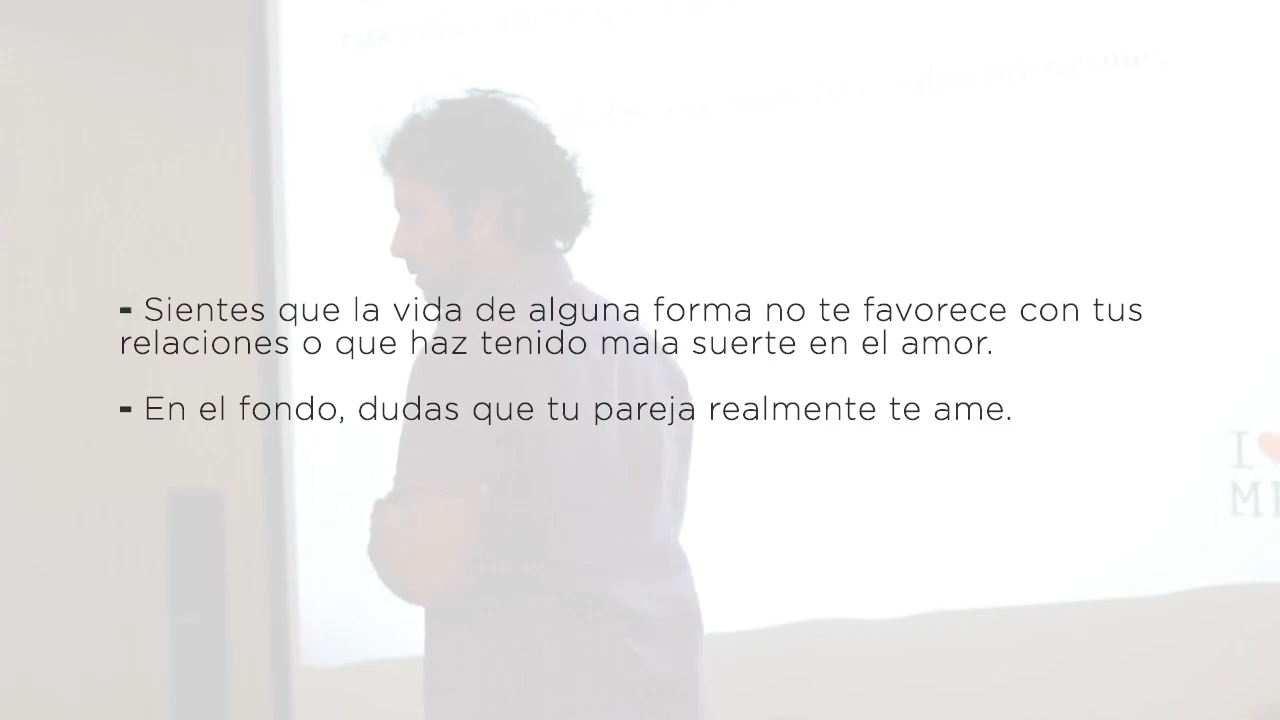 - Sientes que la vida de alguna forma no te favorece con tus
relaciones o que haz tenido mala suerte en el amor.
- En el fondo, dudas que tu pareja realmente te ame.
I